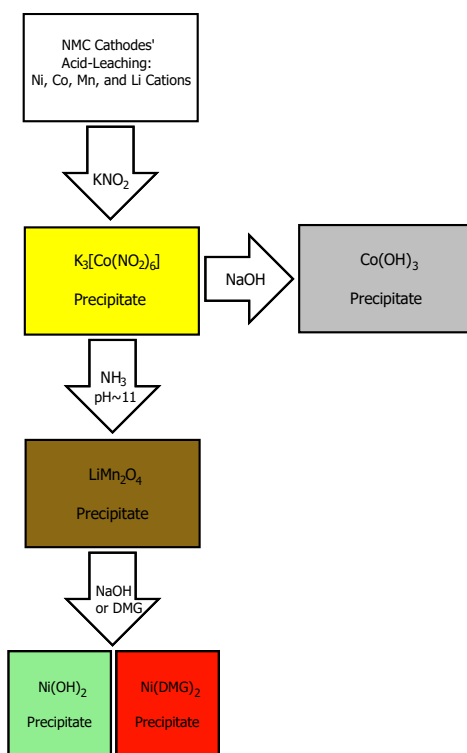 NMC Cathodes'
Acid-Leaching:
Ni, Co, Mn, and Li Cations
KNO₂
K₃[Co(NO₂)₆]
Precipitate
NaOH
Co(OH)₃
Precipitate
NH₃
pH~11
LiMn₂O₄
Precipitate
NaOH
or DMG
Ni(OH)₂
Precipitate
Ni(DMG)₂
Precipitate